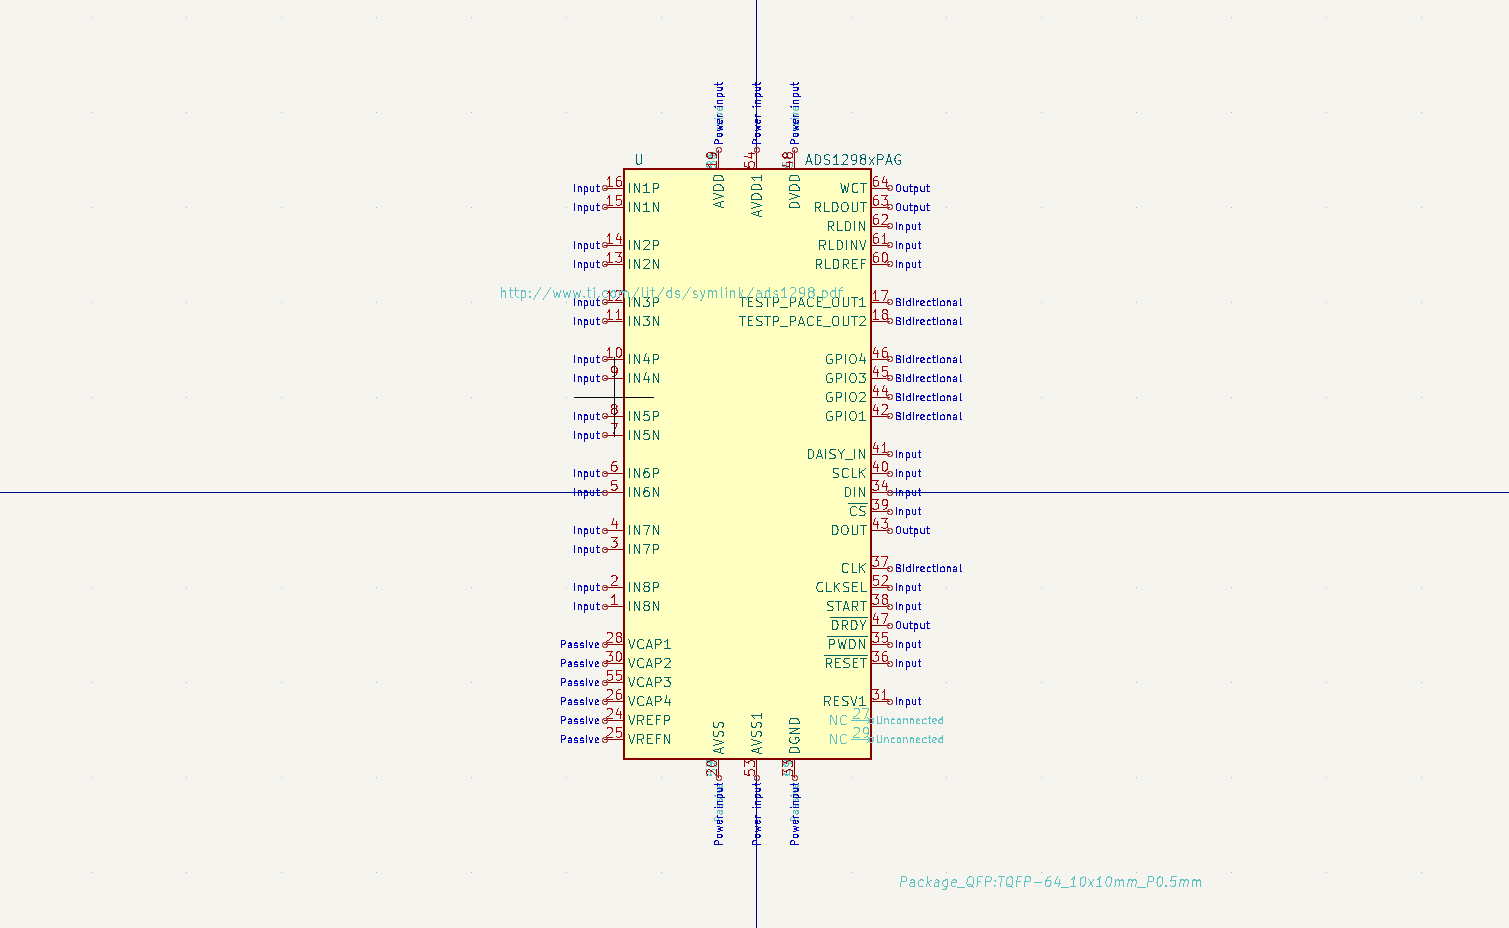 Power input
Power input
Power input
U
19
54
48
ADS1298xPAG
AVDD
AVDD1
DVDD
Input 16 IN1P
WCT 64 Output
Input 15 IN1N
RLDOUT 63 Output
RLDIN 62 Input
Input 14 IN2P
RLDINV 61 Input
Input 13 IN2N
RLDREF 60 Input
http://www.ti.com/lit/ds/symlink/ads1298.pdf
Input 12 IN3P
TESTP_PACE_OUT1 17 Bidirectional
Input 11 IN3N
TESTP_PACE_OUT2 18 Bidirectional
Input 10 IN4P
GPIO4 46 Bidirectional
Input 9 IN4N
GPIO3 45 Bidirectional
GPIO2 44 Bidirectional
Input 8 IN5P
GPIO1 42 Bidirectional
Input 7 IN5N
DAISY_IN 41 Input
Input 6 IN6P
SCLK 40 Input
Input 5 IN6N
DIN 34 Input
CS 39 Input
Input 4 IN7N
DOUT 43 Output
Input 3 IN7P
CLK 37 Bidirectional
Input 2 IN8P
CLKSEL 52 Input
Input 1 IN8N
START 38 Input
DRDY 47 Output
Passive 28 VCAP1
PWDN 35 Input
Passive 30 VCAP2
RESET 36 Input
Passive 55 VCAP3
Passive 26 VCAP4
RESV1 31 Input
Passive 24 VREFP
NC 27 Unconnected
Passive 25 VREFN
NC 29 Unconnected
AVSS
AVSS1
DGND
53
Power input
Power input
Power input
Package_QFP:TQFP-64_10x10mm_P0.5mm